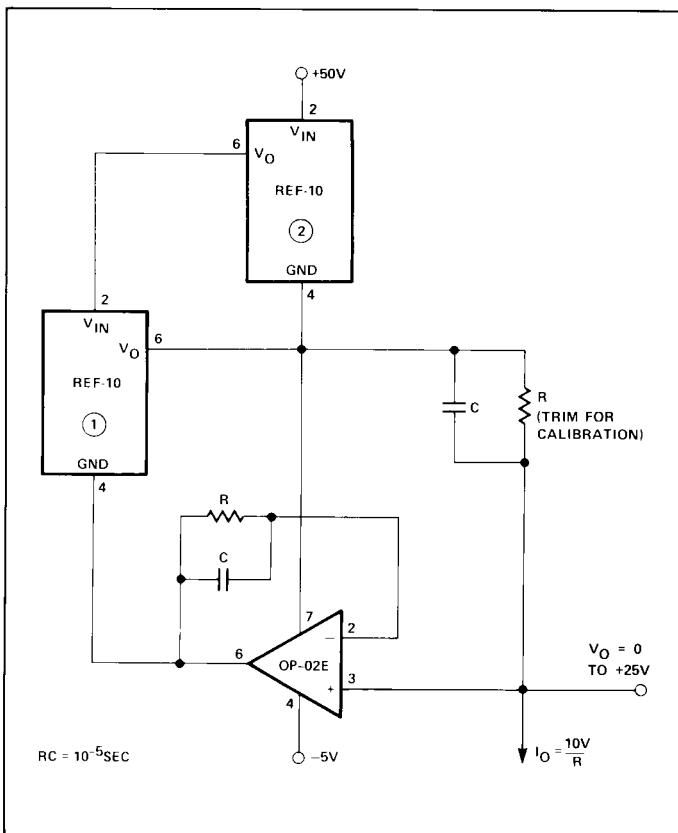 +50V
2
V_IN
6
V_O
REF-10
2
GND
4
2
V_IN
6
V_O
REF-10
1
GND
4
C
R
(TRIM FOR
CALIBRATION)
R
C
7
2
−
6
OP-02E
+
3
4
V_O = 0
TO +25V
−5V
RC = 10^-5 SEC
I_O = 10V
R